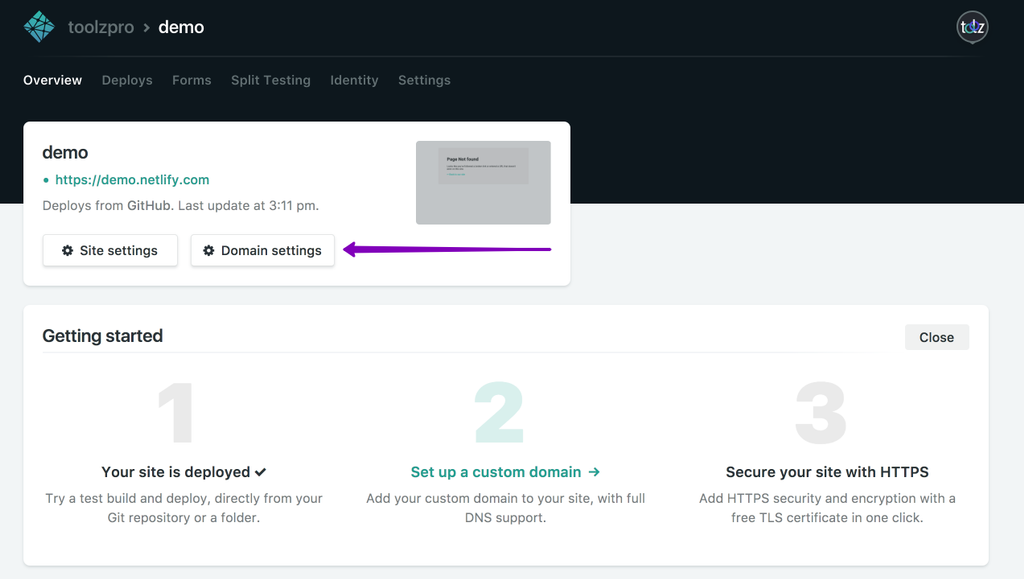 toolzpro > demo
tolz
Overview Deploys Forms Split Testing Identity Settings
demo
Page Not found
• https://demo.netlify.com
Deploys from GitHub. Last update at 3:11 pm.
Site settings Domain settings
Getting started
Close
1 2 3
Your site is deployed ✔ Set up a custom domain → Secure your site with HTTPS
Try a test build and deploy, directly from your Add your custom domain to your site, with full Add HTTPS security and encryption with a
Git repository or a folder. DNS support. free TLS certificate in one click.